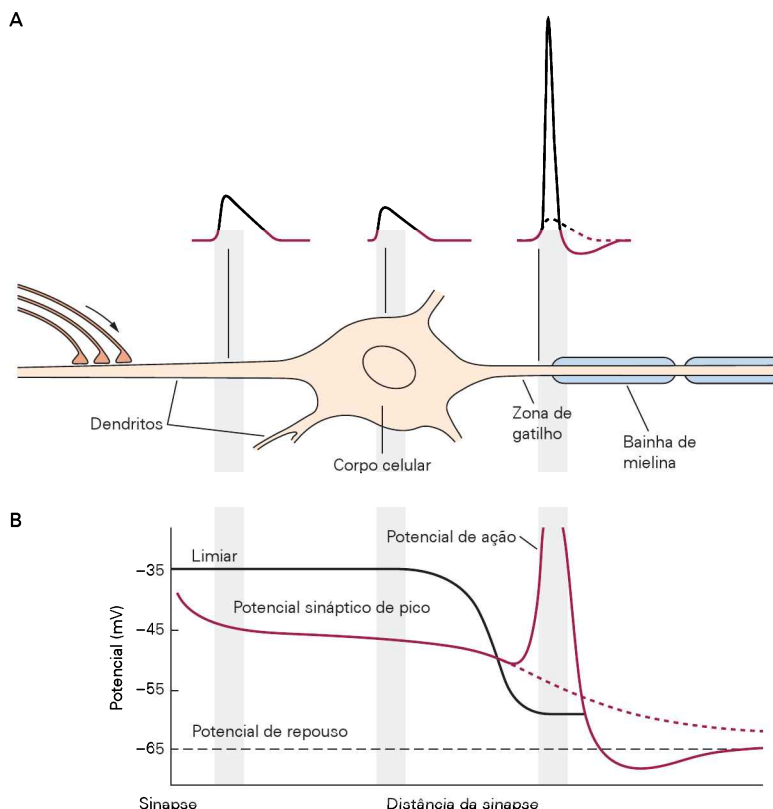 A
Dendritos
Corpo celular
Zona de
gatilho
Bainha de
mielina
B
Potencial de ação
Limiar
−35
Potencial sináptico de pico
−45
Potencial (mV)
−55
Potencial de repouso
−65
Sinapse
Distância da sinapse